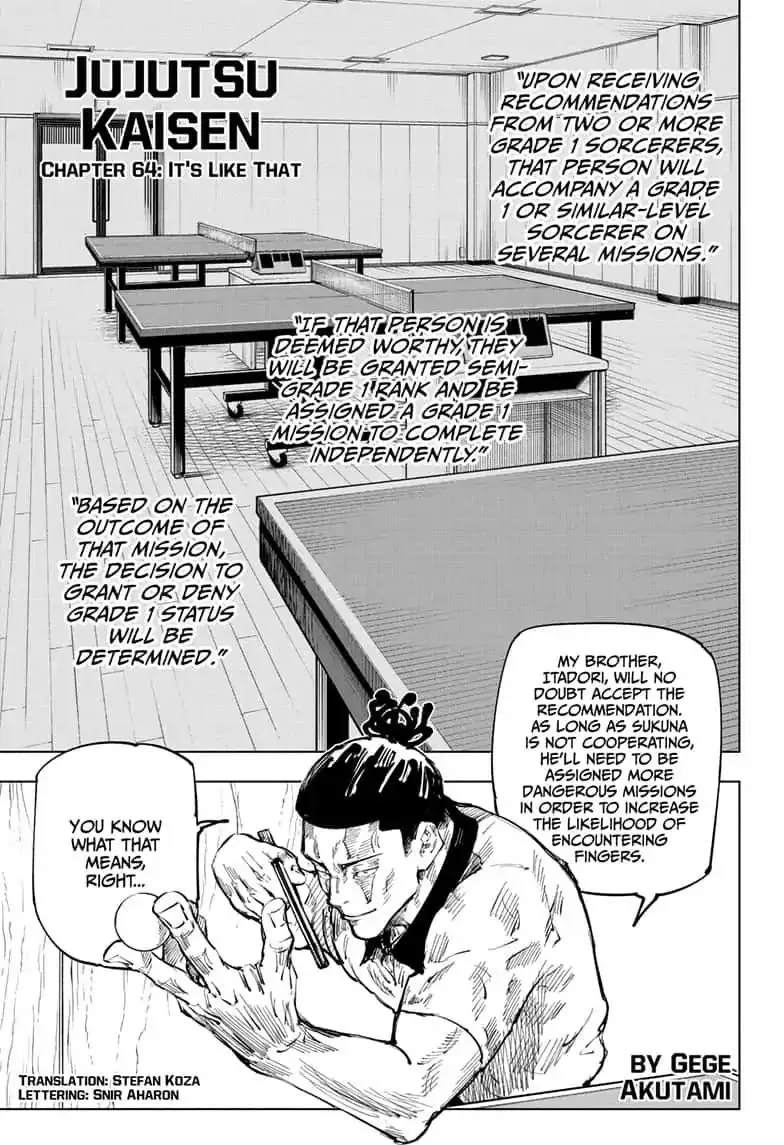 JUJUTSU
KAISEN
CHAPTER 64: IT'S LIKE THAT
"UPON RECEIVING
RECOMMENDATIONS
FROM TWO OR MORE
GRADE 1 SORCERERS,
THAT PERSON WILL
ACCOMPANY A GRADE
1 OR SIMILAR-LEVEL
SORCERER ON
SEVERAL MISSIONS."
"IF THAT PERSON IS
DEEMED WORTHY, THEY
WILL BE GRANTED SEMI-
GRADE 1 RANK AND BE
ASSIGNED A GRADE 1
MISSION TO COMPLETE
INDEPENDENTLY."
"BASED ON THE
OUTCOME OF
THAT MISSION,
THE DECISION TO
GRANT OR DENY
GRADE 1 STATUS
WILL BE
DETERMINED."
MY BROTHER,
ITADORI, WILL NO
DOUBT ACCEPT THE
RECOMMENDATION.
AS LONG AS SUKUNA
IS NOT COOPERATING,
HE'LL NEED TO BE
ASSIGNED MORE
DANGEROUS MISSIONS
IN ORDER TO INCREASE
THE LIKELIHOOD OF
ENCOUNTERING
FINGERS.
YOU KNOW
WHAT THAT
MEANS,
RIGHT...
TRANSLATION: STEFAN KOZA
LETTERING: SNIR AHARON
BY GEGE
AKUTAMI